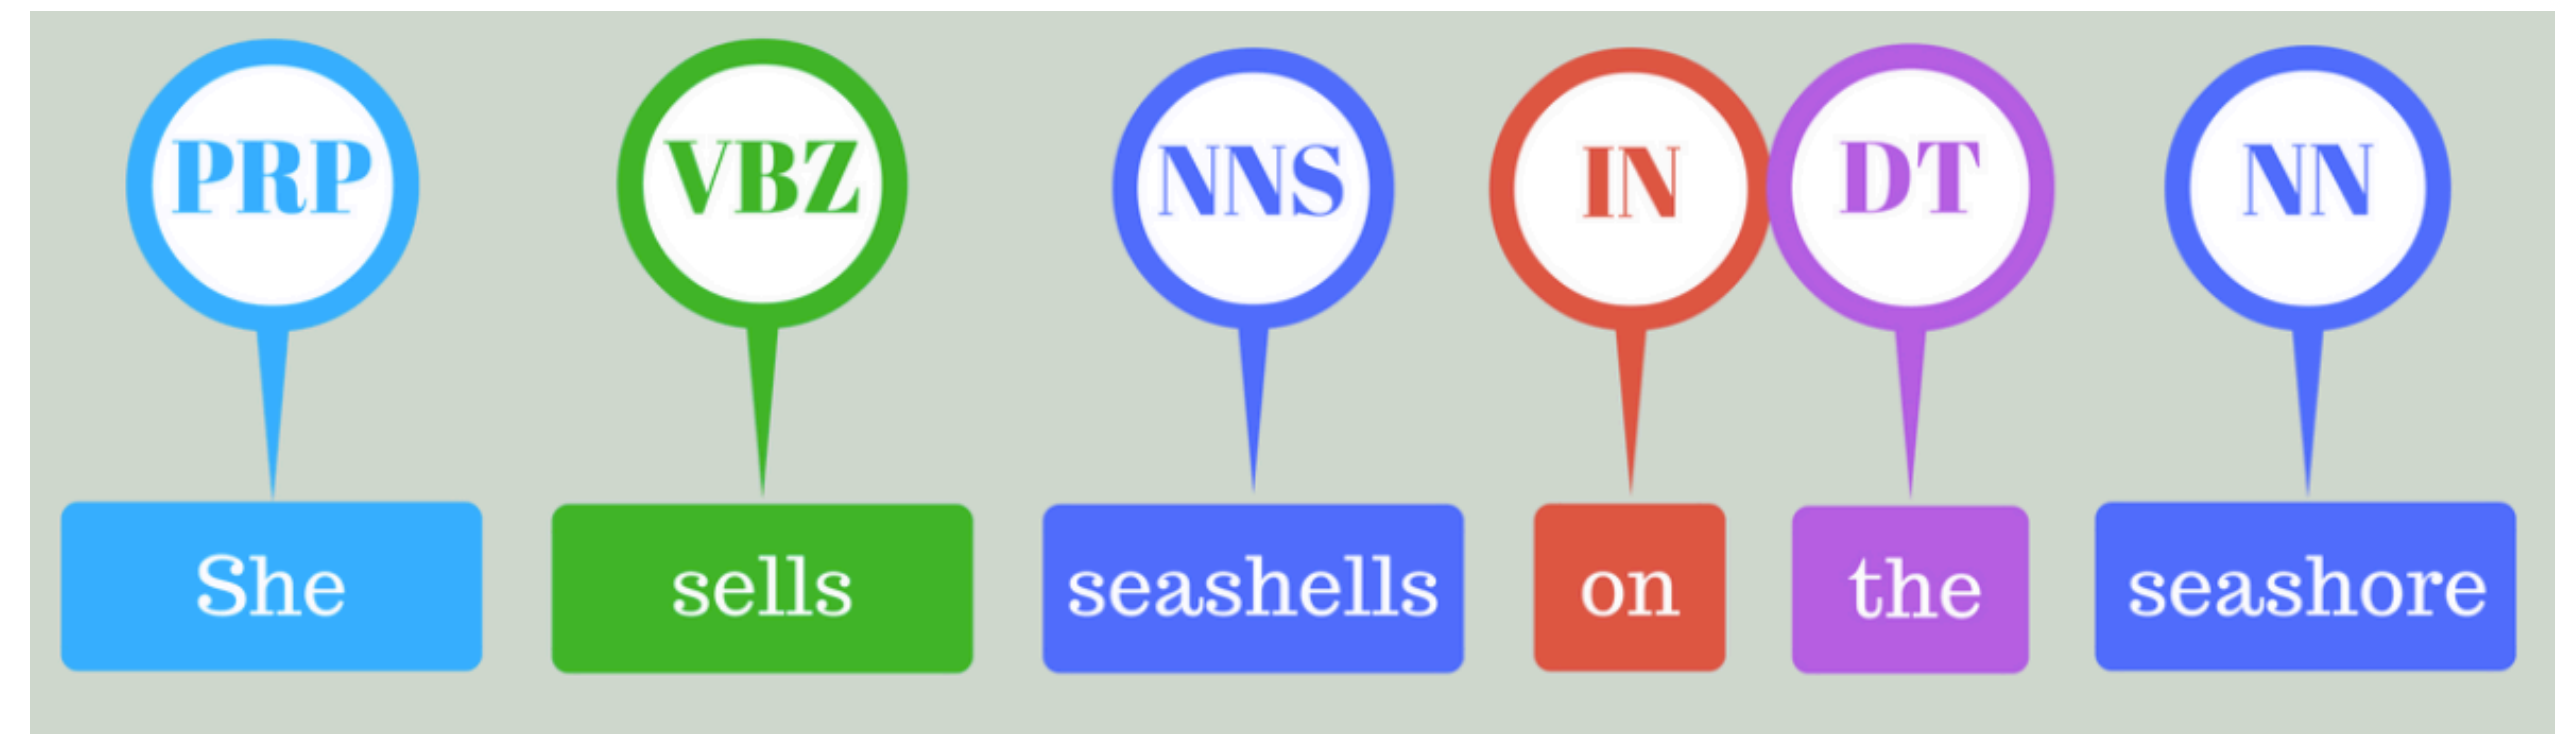 PRP VBZ NNS IN DT NN
She sells seashells on the seashore